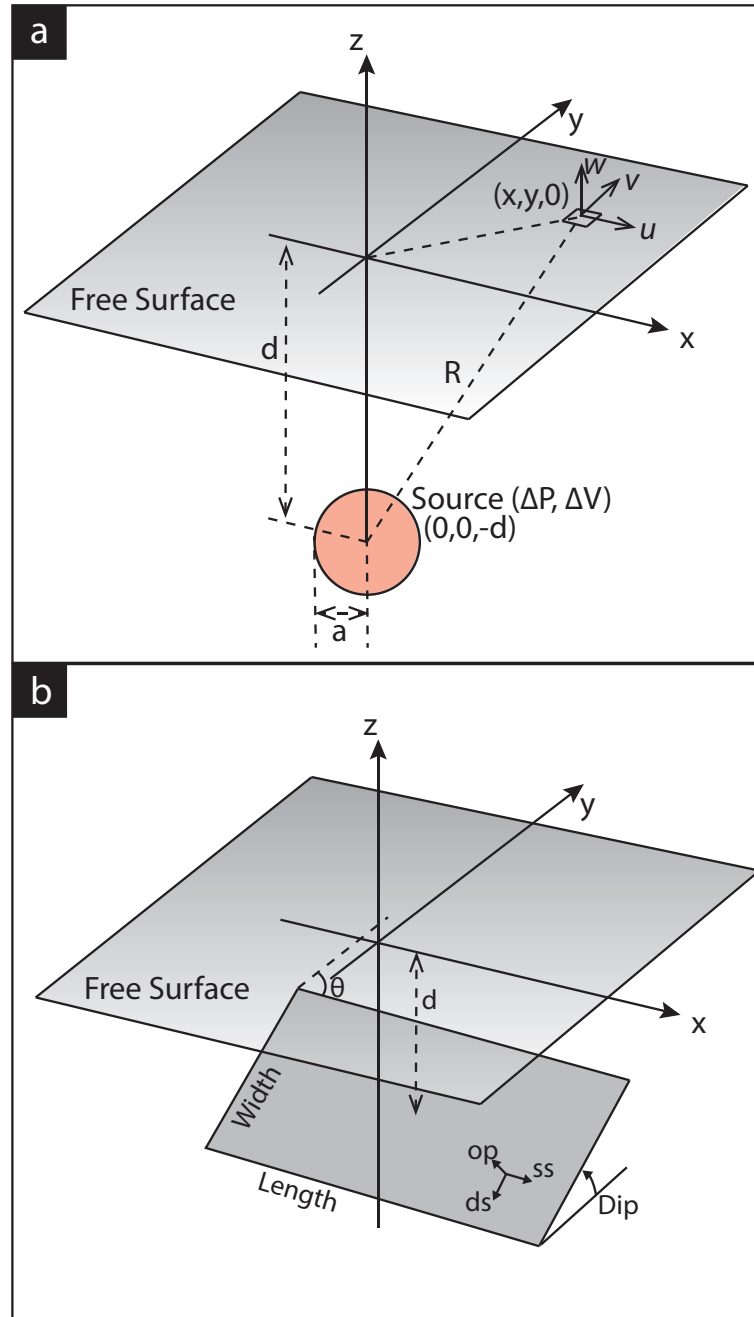 a
z
y
w
v
(x,y,0)
u
Free Surface
x
d
R
Source (ΔP, ΔV)
(0,0,-d)
a
b
z
y
Free Surface
θ
d
x
Width
op
ss
ds
Length
Dip